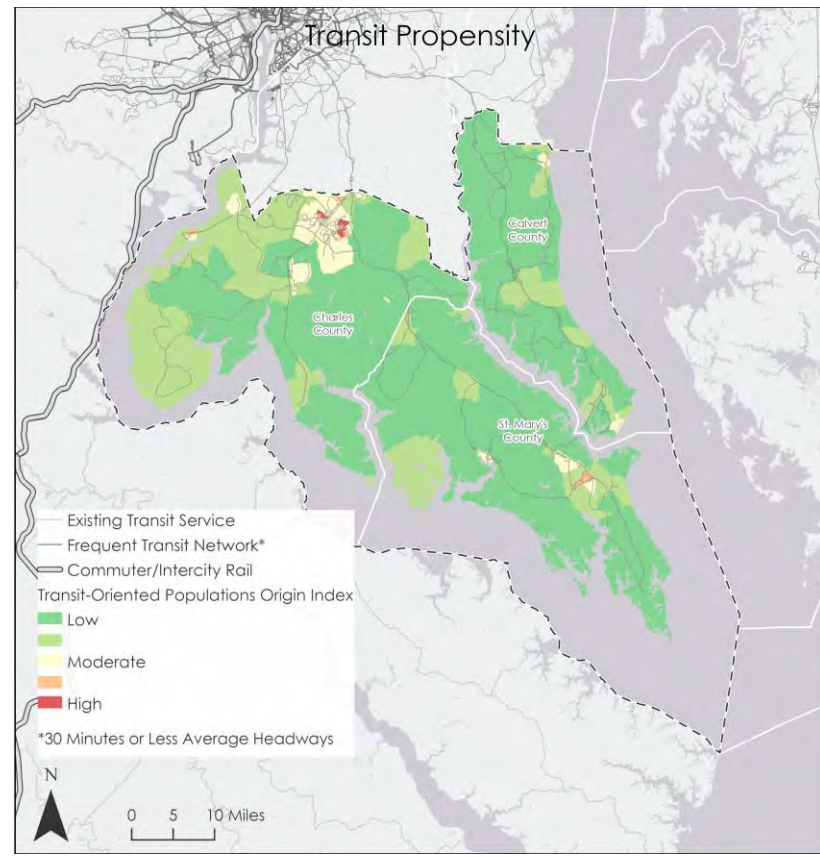 Transit Propensity
Calvert
County
Charles
County
St. Mary's
County
Existing Transit Service
Frequent Transit Network*
Commuter/Intercity Rail
Transit-Oriented Populations Origin Index
Low
Moderate
High
*30 Minutes or Less Average Headways
N
0 5 10 Miles